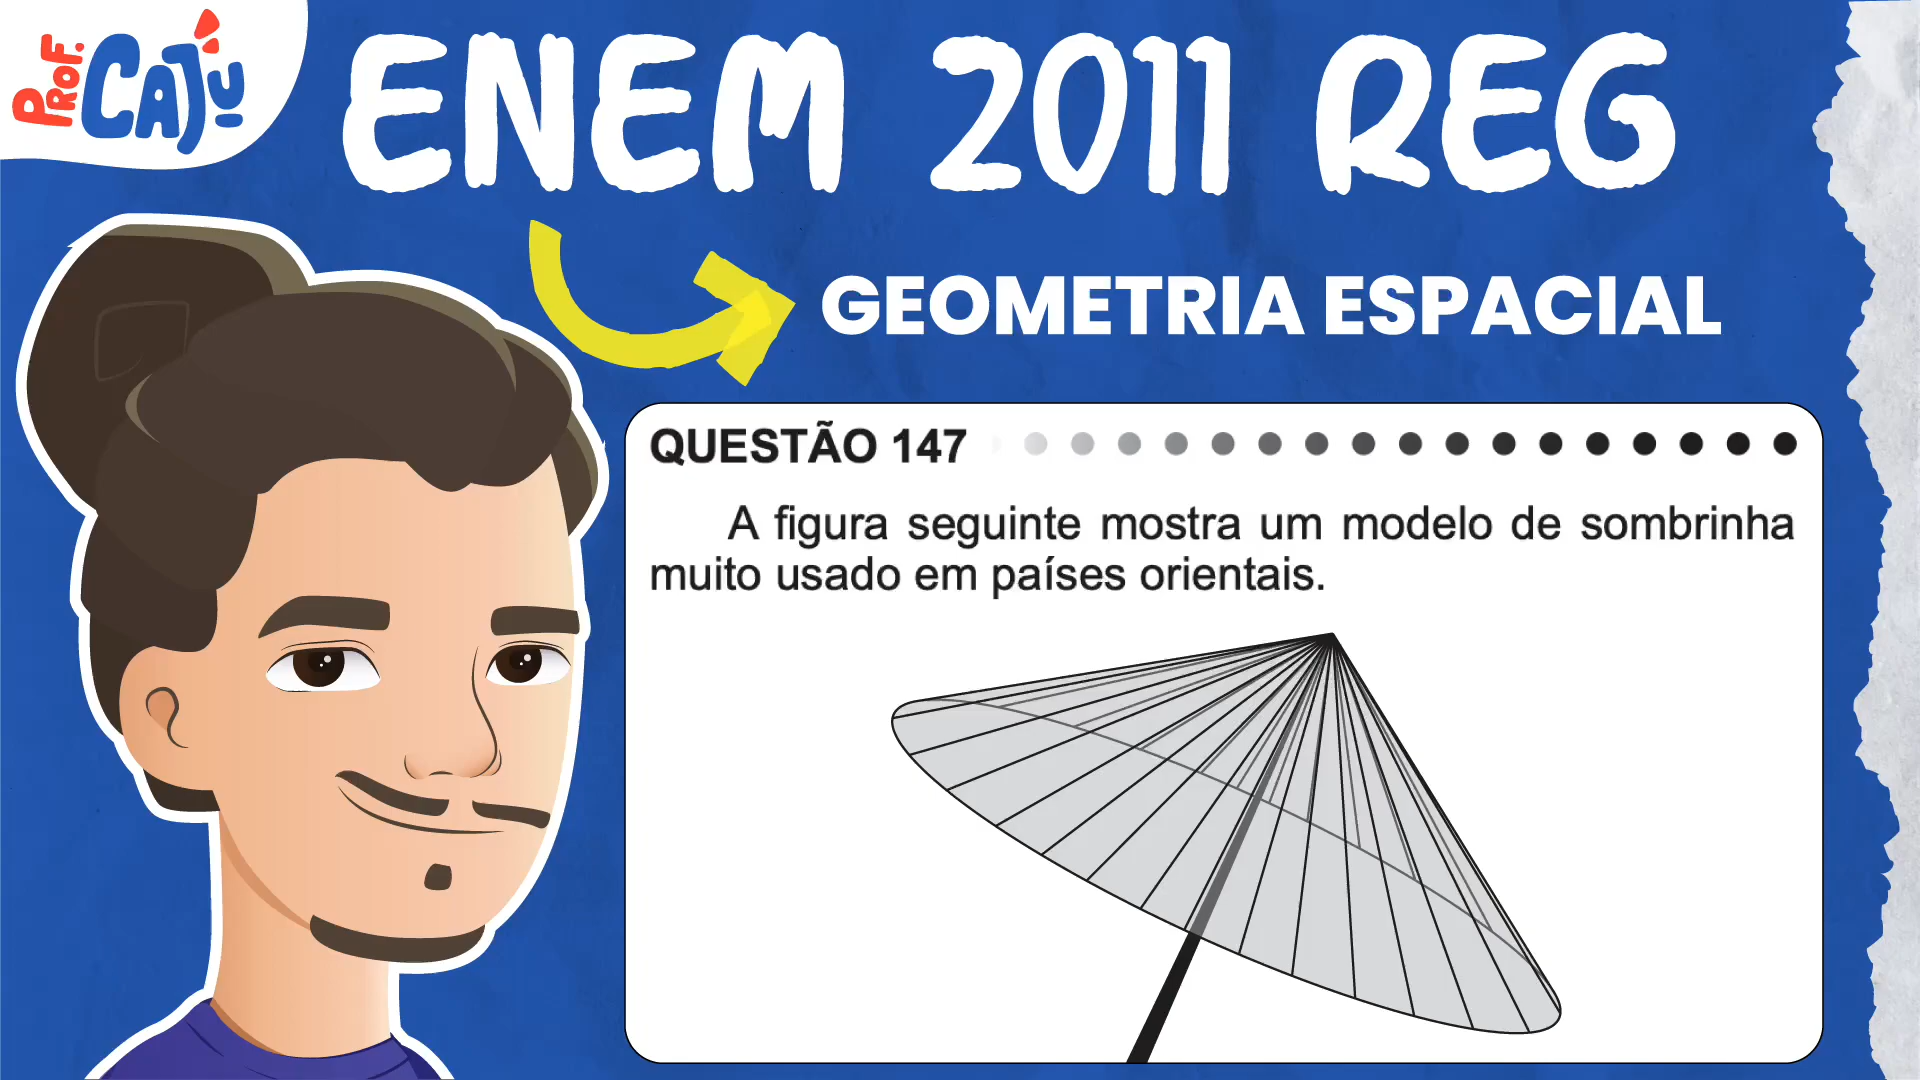 PROF. CAJU
ENEM 2011 REG
GEOMETRIA ESPACIAL
QUESTÃO 147
A figura seguinte mostra um modelo de sombrinha
muito usado em países orientais.